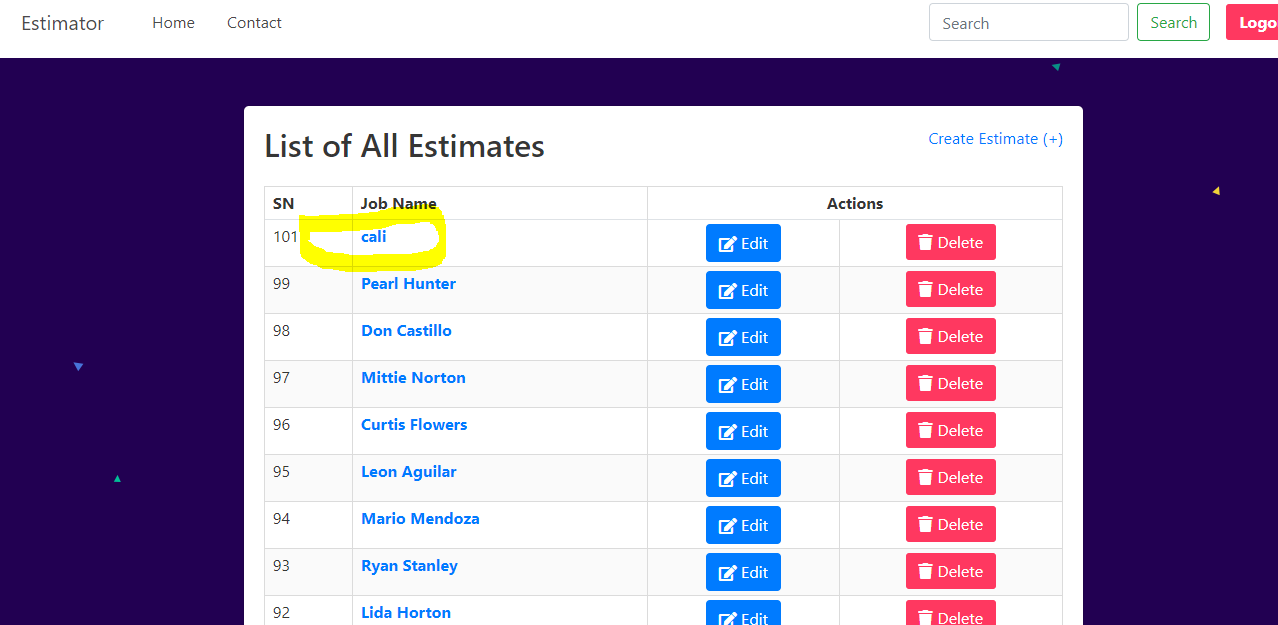 Estimator Home Contact Search Search Logo
List of All Estimates Create Estimate (+)
SN Job Name Actions
101 cali Edit Delete
99 Pearl Hunter Edit Delete
98 Don Castillo Edit Delete
97 Mittie Norton Edit Delete
96 Curtis Flowers Edit Delete
95 Leon Aguilar Edit Delete
94 Mario Mendoza Edit Delete
93 Ryan Stanley Edit Delete
92 Lida Horton Edit Delete